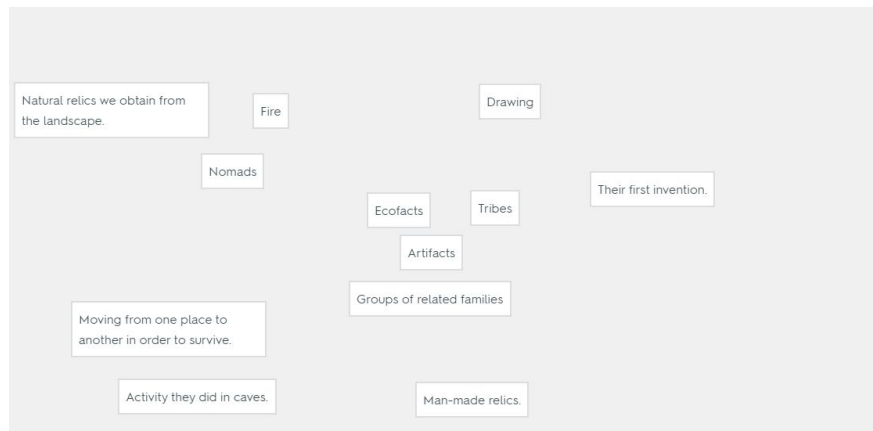 Natural relics we obtain from
the landscape.
Fire
Drawing
Nomads
Their first invention.
Ecofacts
Tribes
Artifacts
Groups of related families
Moving from one place to
another in order to survive.
Activity they did in caves.
Man-made relics.